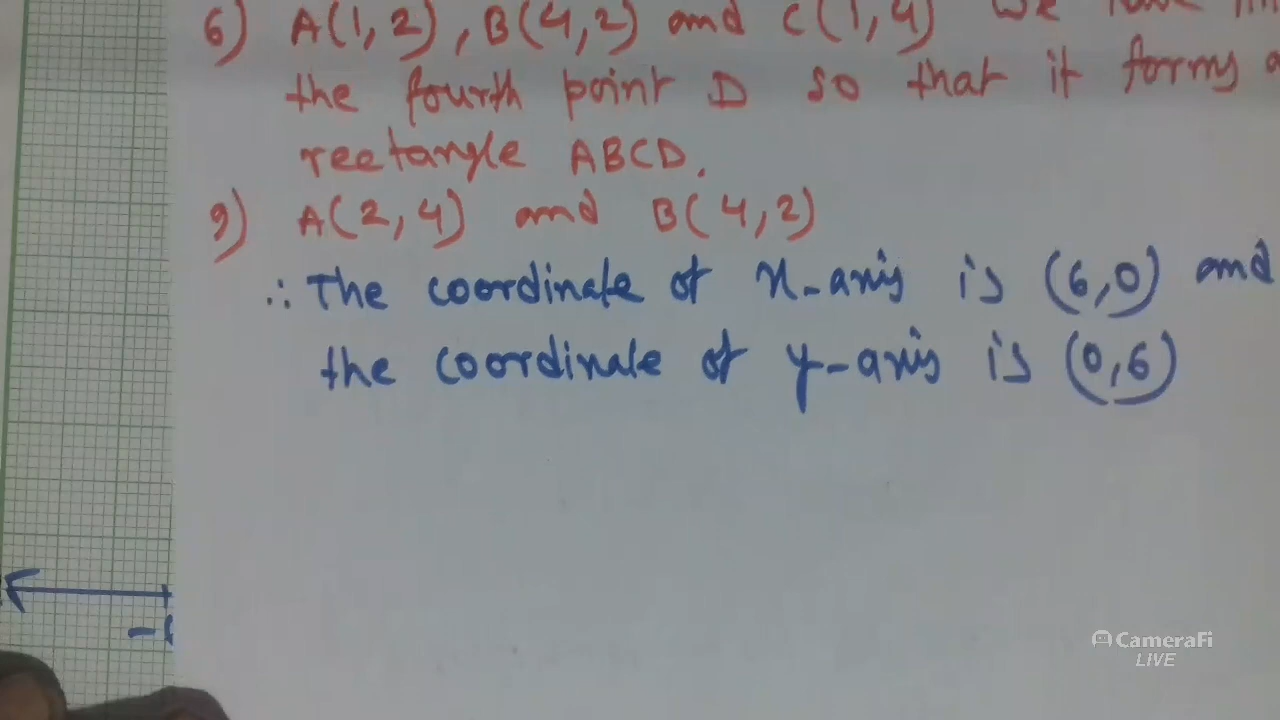 6) A(1,2), B(4,2) and C(1,4) we
the fourth point D so that it forms a
rectangle ABCD.
9) A(2,4) and B(4,2)
∴ The coordinate of x-axis is (6,0) and
the coordinate of y-axis is (0,6)
CameraFi
LIVE